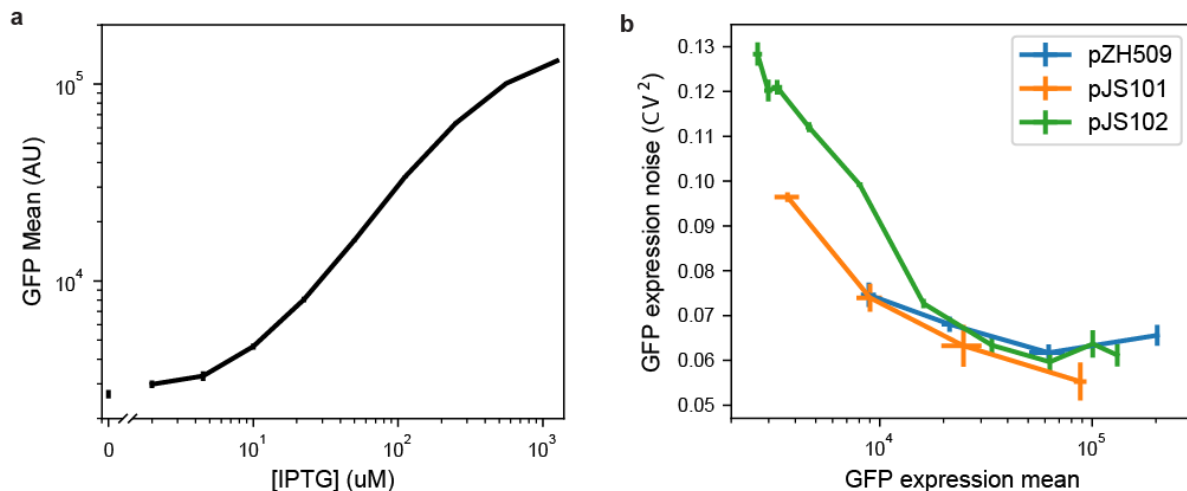 a
GFP Mean (AU)
10^5
10^4
0
10^1
10^2
10^3
[IPTG] (uM)
b
GFP expression noise (CV^2)
0.13
0.12
0.11
0.10
0.09
0.08
0.07
0.06
0.05
pZH509
pJS101
pJS102
10^4
10^5
GFP expression mean